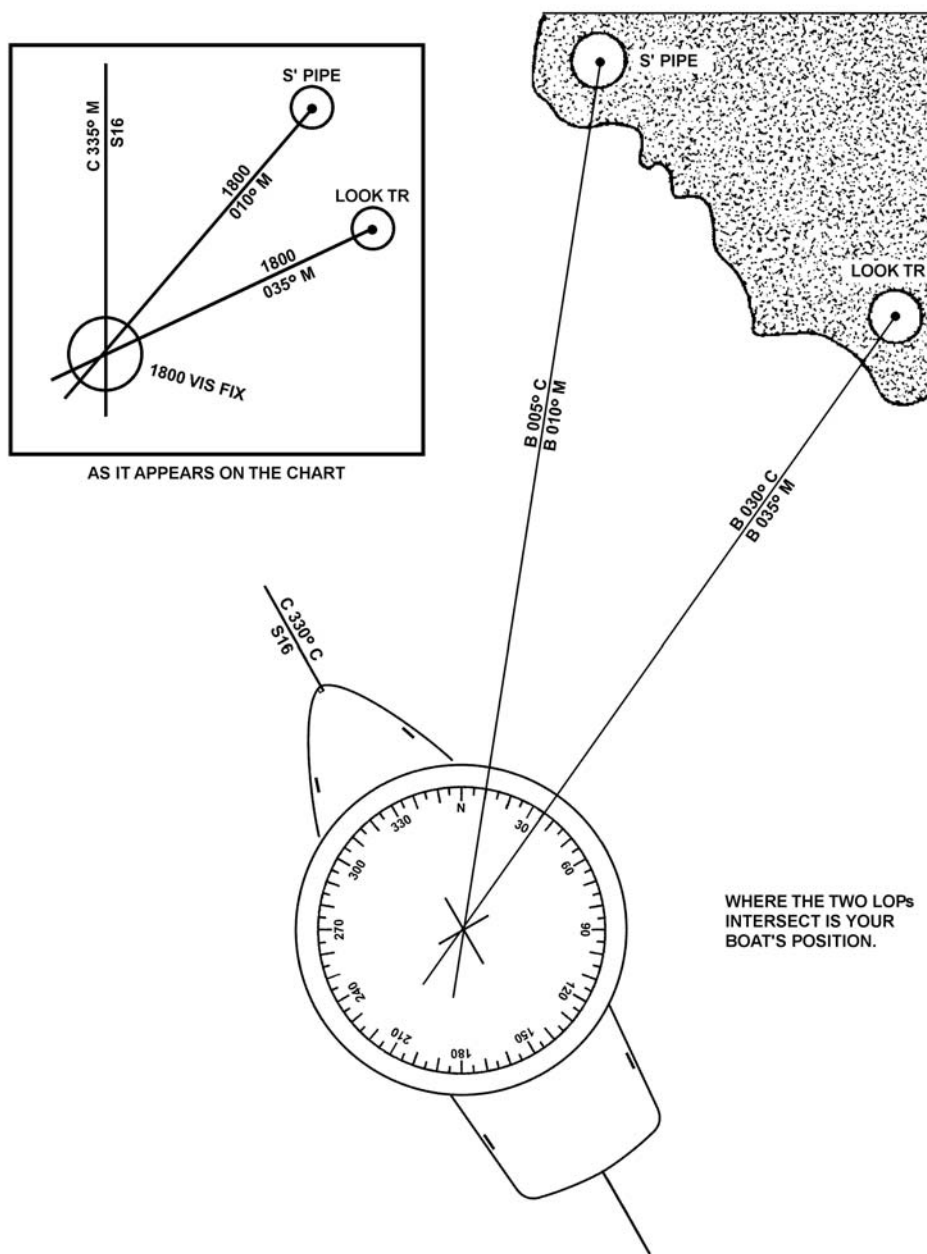 C 335° M
S16
S' PIPE
1800
010° M
LOOK TR
1800
035° M
1800 VIS FIX
AS IT APPEARS ON THE CHART
S' PIPE
LOOK TR
B 005° C
B 010° M
B 030° C
B 035° M
C 330° C
S16
N
30
60
90
120
150
180
210
240
270
300
330
WHERE THE TWO LOPs
INTERSECT IS YOUR
BOAT'S POSITION.